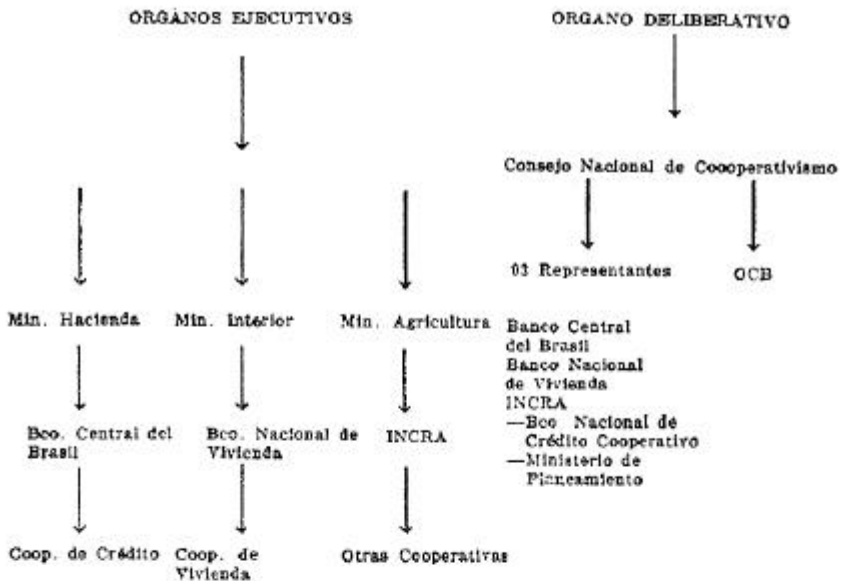 ORGANOS EJECUTIVOS
ORGANO DELIBERATIVO
Consejo Nacional de Coooperativismo
03 Representantes
OCB
Min. Hacienda
Min. Interior
Min. Agricultura
Banco Central
del Brasil
Banco Nacional
de Vivienda
INCRA
—Bco Nacional de
Crédito Cooperativo
—Ministerio de
Planeamiento
Bco. Central del
Brasil
Bco. Nacional de
Vivienda
INCRA
Coop. de Crédito
Coop. de
Vivienda
Otras Cooperativas